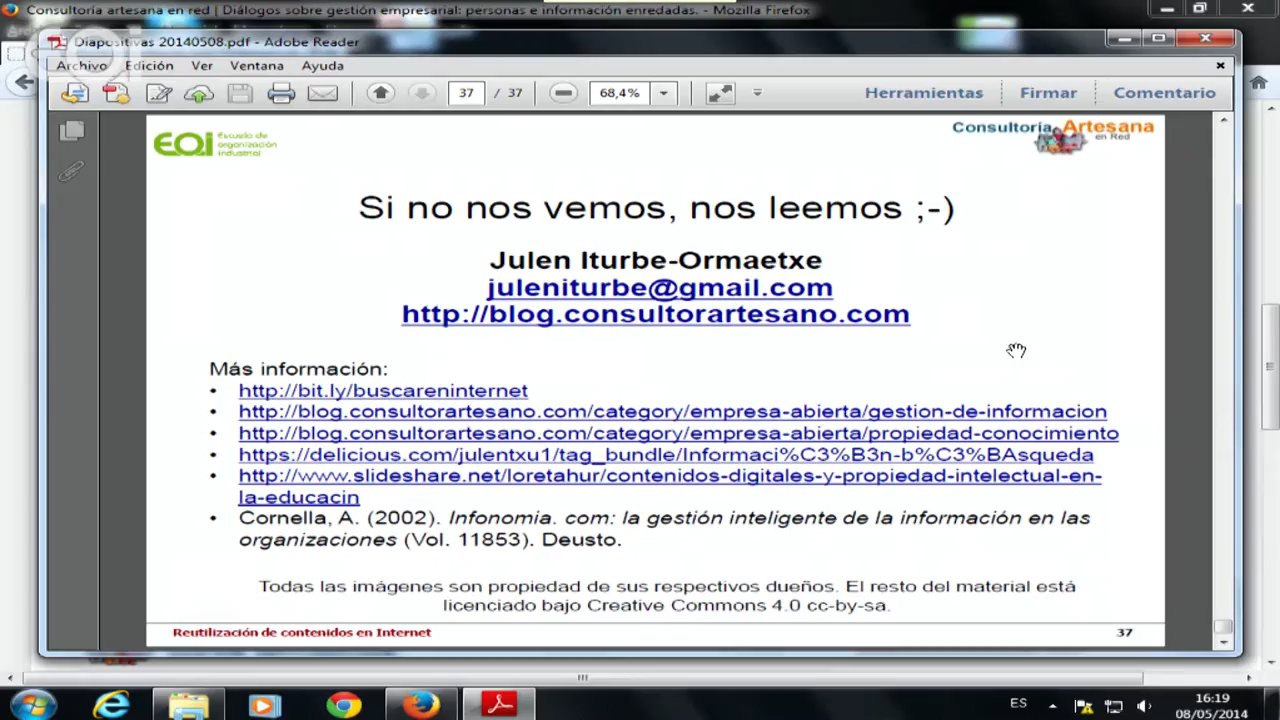 Consultoría artesana en red | Diálogos sobre gestión empresarial: personas e información enredadas. - Mozilla Firefox
Diapositivas 20140508.pdf - Adobe Reader
Archivo Edición Ver Ventana Ayuda
37 / 37 68,4% Herramientas Firmar Comentario
EOI Escuela de
organización
industrial
Consultoría Artesana
en Red
Si no nos vemos, nos leemos ;-)
Julen Iturbe-Ormaetxe
juleniturbe@gmail.com
http://blog.consultorartesano.com
Más información:
• http://bit.ly/buscareninternet
• http://blog.consultorartesano.com/category/empresa-abierta/gestion-de-informacion
• http://blog.consultorartesano.com/category/empresa-abierta/propiedad-conocimiento
• https://delicious.com/julentxu1/tag_bundle/Informaci%C3%B3n-b%C3%BAsqueda
• http://www.slideshare.net/loretahur/contenidos-digitales-y-propiedad-intelectual-en-
la-educacin
• Cornella, A. (2002). Infonomia. com: la gestión inteligente de la información en las
organizaciones (Vol. 11853). Deusto.
Todas las imágenes son propiedad de sus respectivos dueños. El resto del material está
licenciado bajo Creative Commons 4.0 cc-by-sa.
Reutilización de contenidos en Internet 37
ES 16:19
08/05/2014